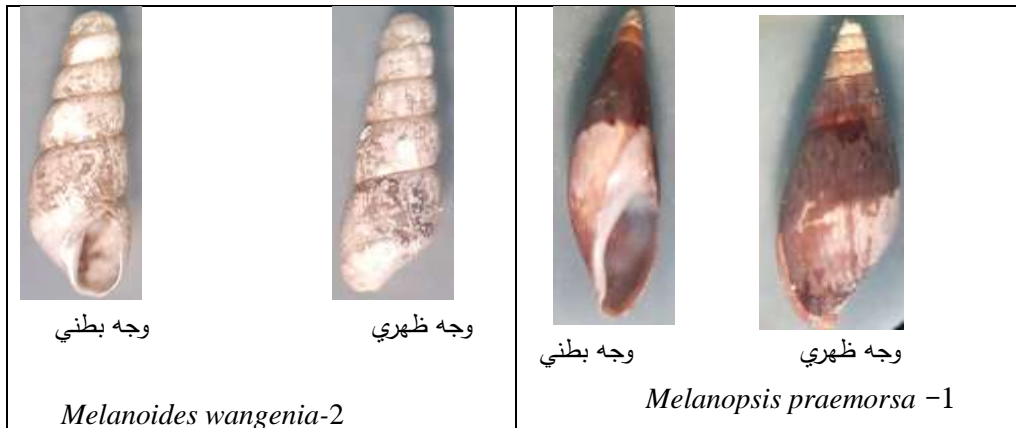 وجه بطني
وجه ظهري
Melanopsis praemorsa −1
وجه بطني
وجه ظهري
Melanoides wangenia-2